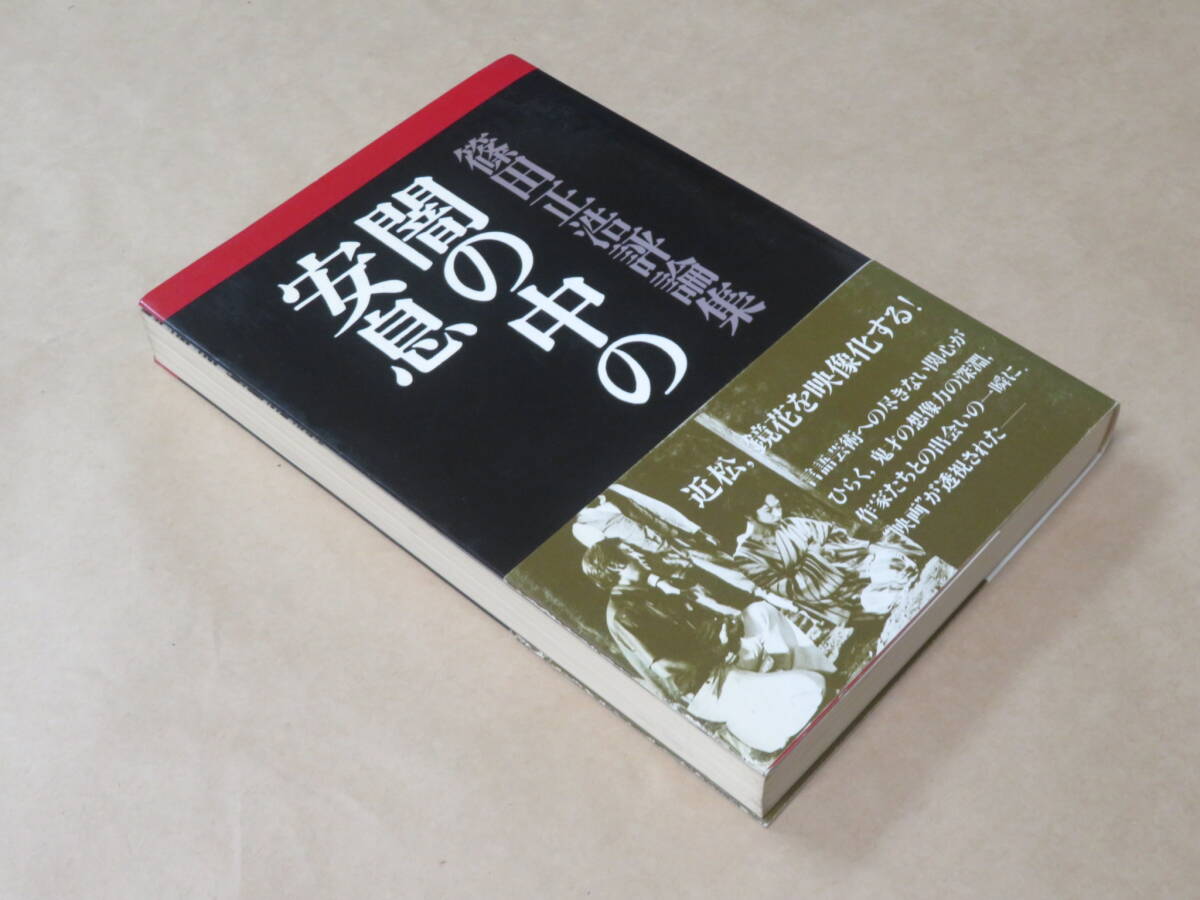 篠田正浩評論集
闇の中の
安息
近松，鏡花を映像化する！
言語芸術への尽きない関心が
ひらく，鬼才の想像力の深淵，
作家たちとの出会いの一瞬に，
“映画”が透視された——